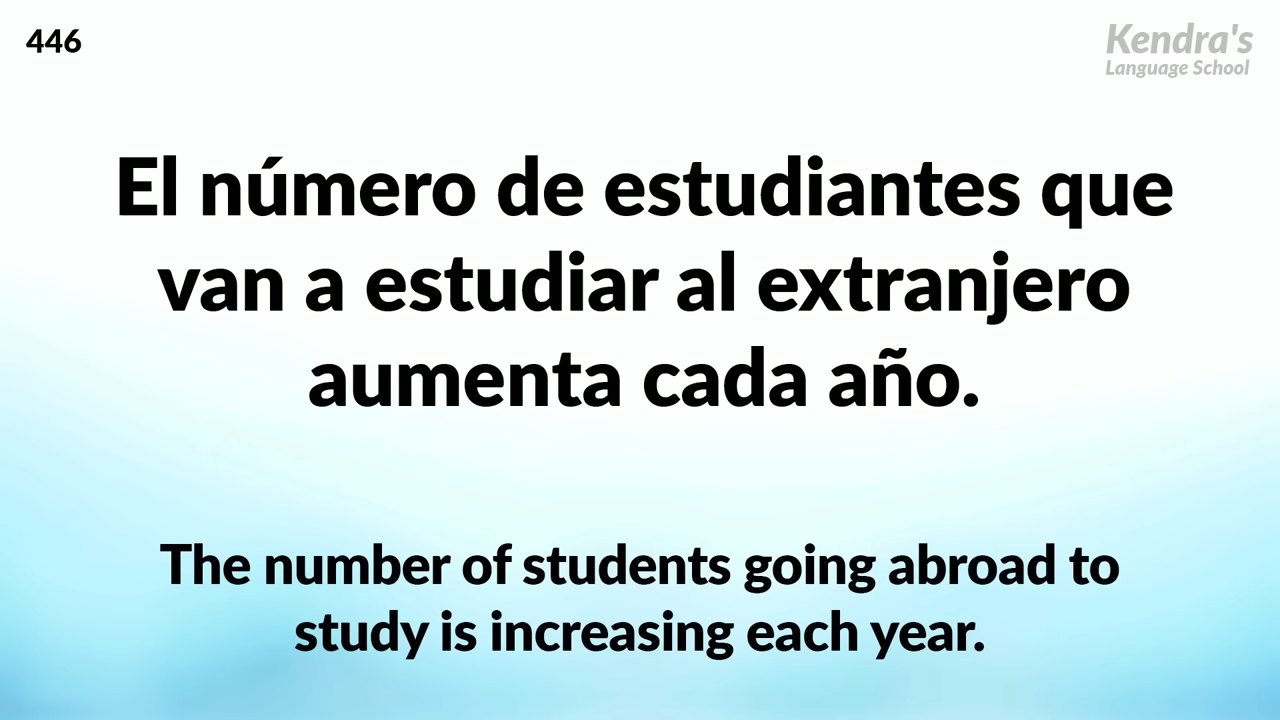 446
Kendra's
Language School
El número de estudiantes que
van a estudiar al extranjero
aumenta cada año.
The number of students going abroad to
study is increasing each year.